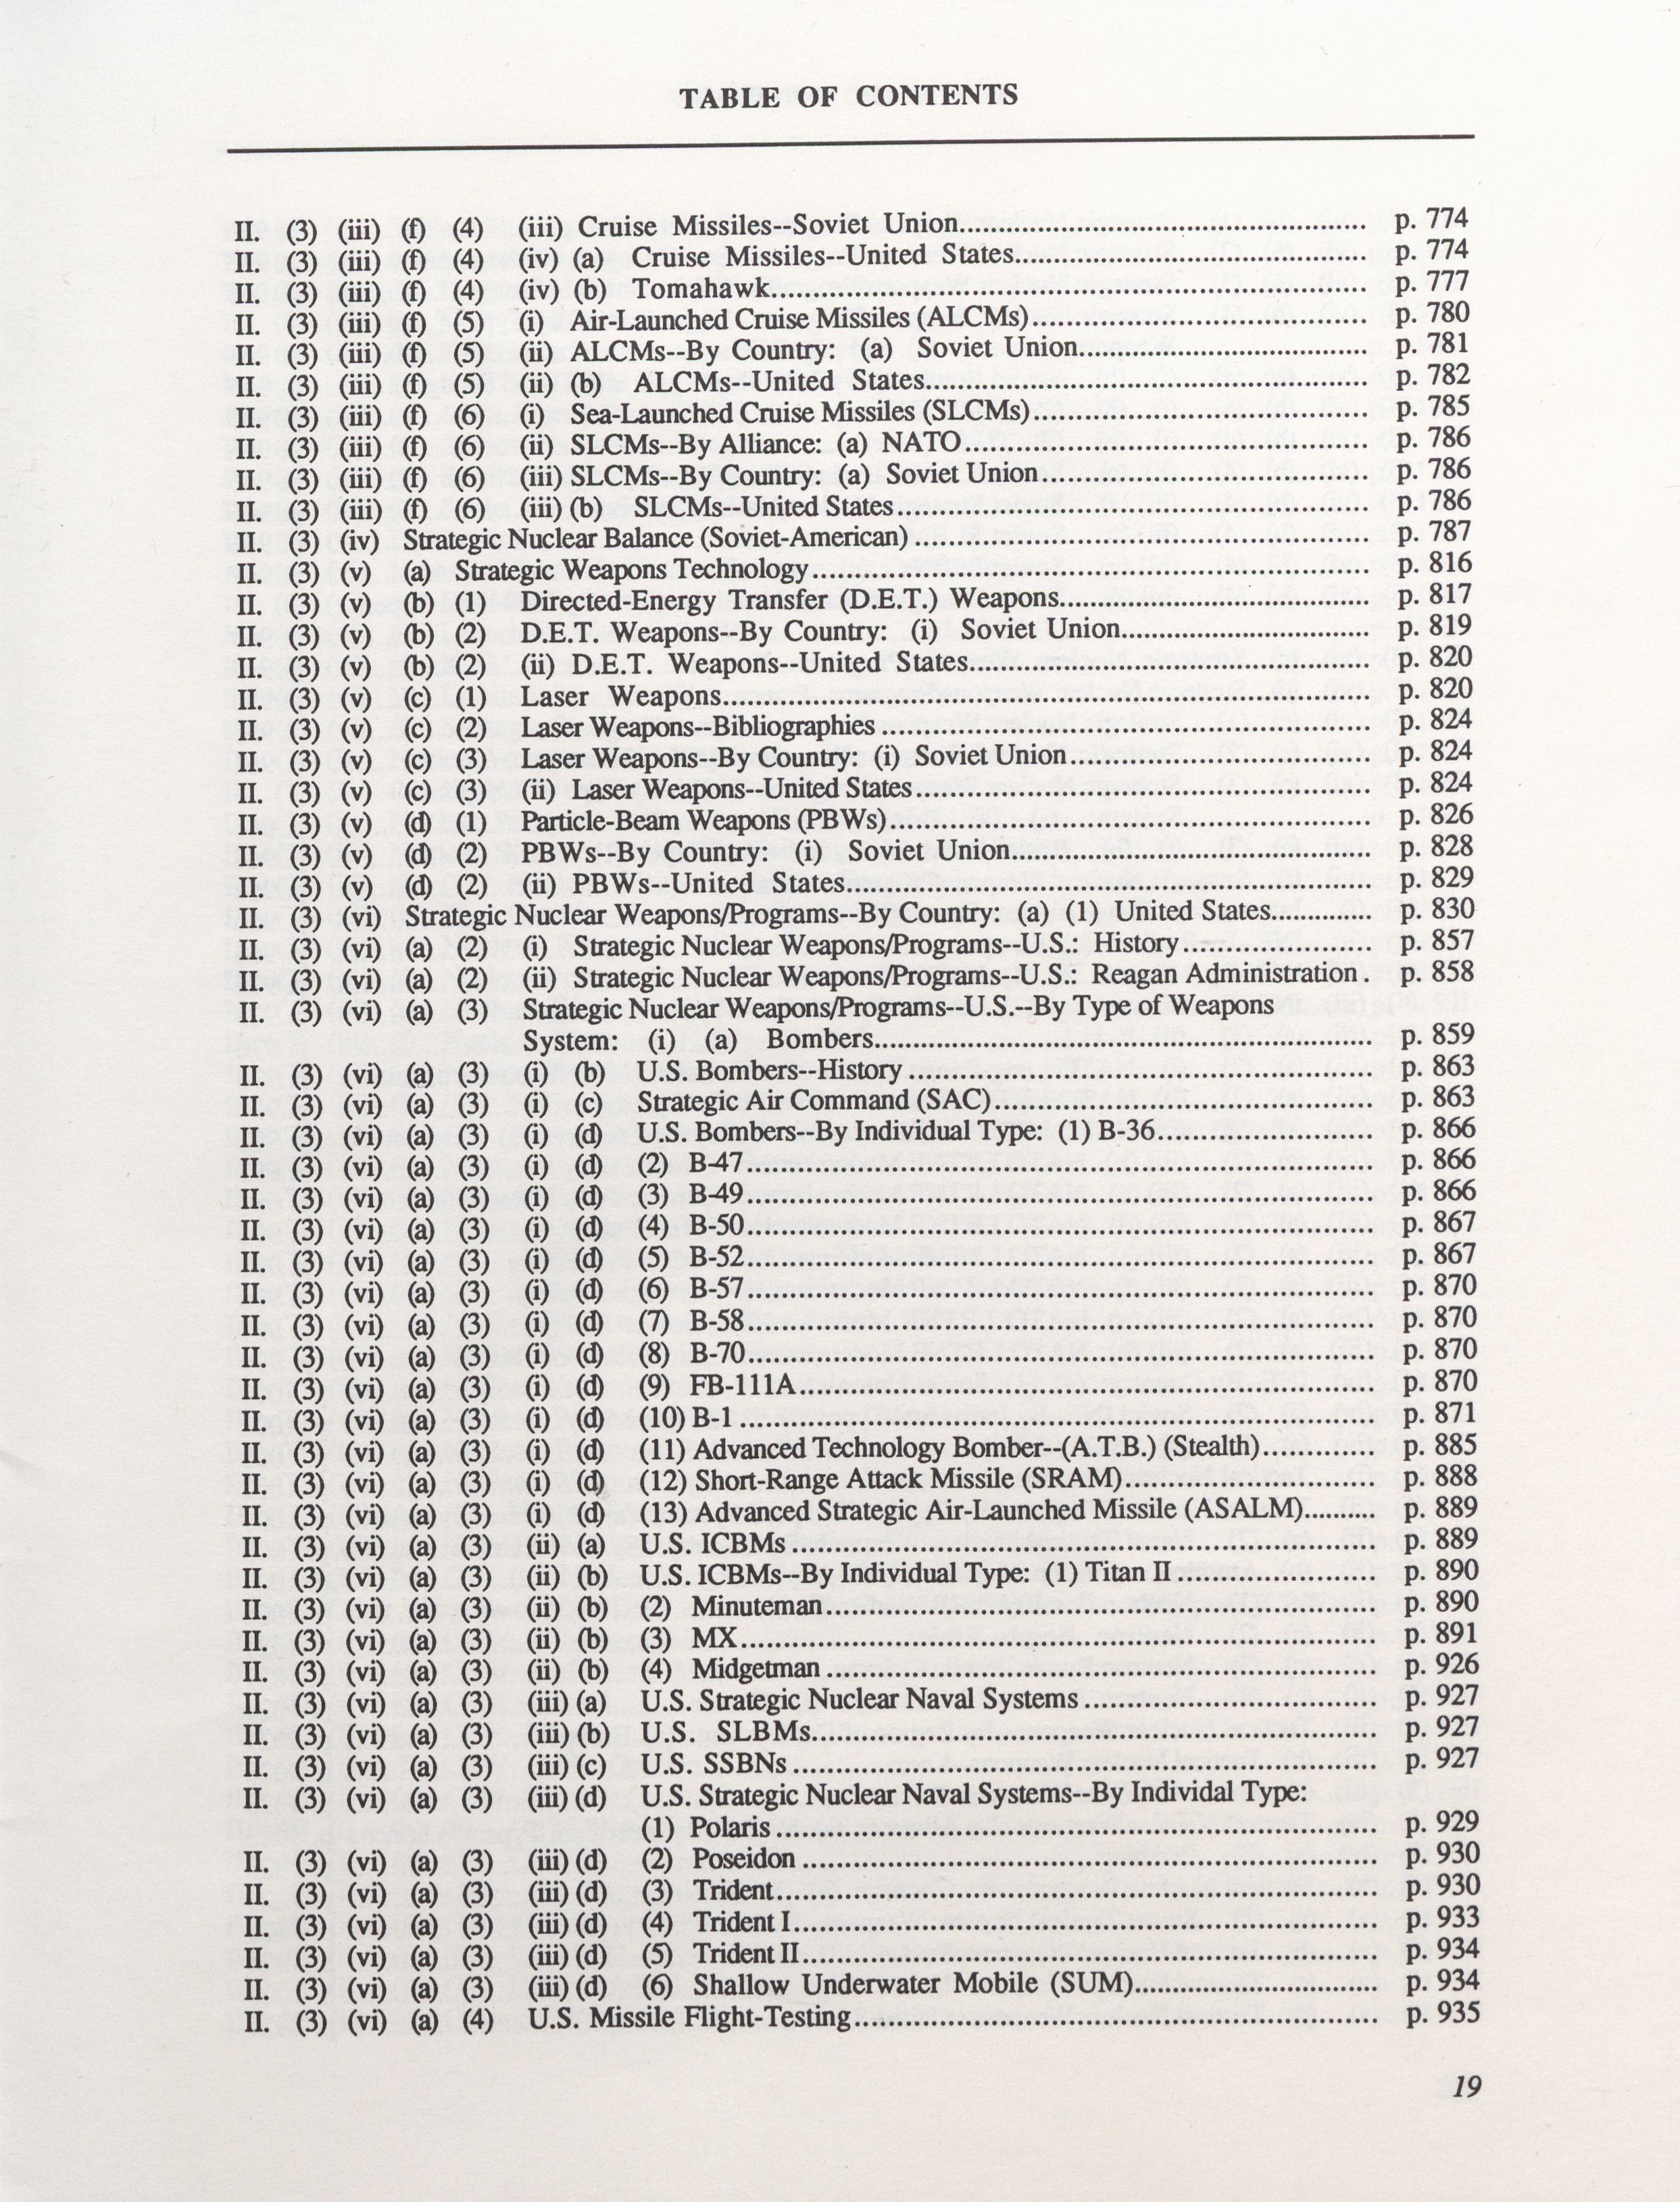 TABLE OF CONTENTS
II. (3) (iii) (f) (4) (iii) Cruise Missiles--Soviet Union.......... p. 774
II. (3) (iii) (f) (4) (iv) (a) Cruise Missiles--United States.......... p. 774
II. (3) (iii) (f) (4) (iv) (b) Tomahawk.......... p. 777
II. (3) (iii) (f) (5) (i) Air-Launched Cruise Missiles (ALCMs).......... p. 780
II. (3) (iii) (f) (5) (ii) ALCMs--By Country: (a) Soviet Union.......... p. 781
II. (3) (iii) (f) (5) (ii) (b) ALCMs--United States.......... p. 782
II. (3) (iii) (f) (6) (i) Sea-Launched Cruise Missiles (SLCMs).......... p. 785
II. (3) (iii) (f) (6) (ii) SLCMs--By Alliance: (a) NATO.......... p. 786
II. (3) (iii) (f) (6) (iii) SLCMs--By Country: (a) Soviet Union.......... p. 786
II. (3) (iii) (f) (6) (iii) (b) SLCMs--United States.......... p. 786
II. (3) (iv) Strategic Nuclear Balance (Soviet-American) .......... p. 787
II. (3) (v) (a) Strategic Weapons Technology.......... p. 816
II. (3) (v) (b) (1) Directed-Energy Transfer (D.E.T.) Weapons.......... p. 817
II. (3) (v) (b) (2) D.E.T. Weapons--By Country: (i) Soviet Union.......... p. 819
II. (3) (v) (b) (2) (ii) D.E.T. Weapons--United States.......... p. 820
II. (3) (v) (c) (1) Laser Weapons.......... p. 820
II. (3) (v) (c) (2) Laser Weapons--Bibliographies .......... p. 824
II. (3) (v) (c) (3) Laser Weapons--By Country: (i) Soviet Union.......... p. 824
II. (3) (v) (c) (3) (ii) Laser Weapons--United States.......... p. 824
II. (3) (v) (d) (1) Particle-Beam Weapons (PBWs).......... p. 826
II. (3) (v) (d) (2) PBWs--By Country: (i) Soviet Union.......... p. 828
II. (3) (v) (d) (2) (ii) PBWs--United States.......... p. 829
II. (3) (vi) Strategic Nuclear Weapons/Programs--By Country: (a) (1) United States.......... p. 830
II. (3) (vi) (a) (2) (i) Strategic Nuclear Weapons/Programs--U.S.: History.......... p. 857
II. (3) (vi) (a) (2) (ii) Strategic Nuclear Weapons/Programs--U.S.: Reagan Administration . p. 858
II. (3) (vi) (a) (3) Strategic Nuclear Weapons/Programs--U.S.--By Type of Weapons
System: (i) (a) Bombers.......... p. 859
II. (3) (vi) (a) (3) (i) (b) U.S. Bombers--History .......... p. 863
II. (3) (vi) (a) (3) (i) (c) Strategic Air Command (SAC).......... p. 863
II. (3) (vi) (a) (3) (i) (d) U.S. Bombers--By Individual Type: (1) B-36.......... p. 866
II. (3) (vi) (a) (3) (i) (d) (2) B-47.......... p. 866
II. (3) (vi) (a) (3) (i) (d) (3) B-49.......... p. 866
II. (3) (vi) (a) (3) (i) (d) (4) B-50.......... p. 867
II. (3) (vi) (a) (3) (i) (d) (5) B-52.......... p. 867
II. (3) (vi) (a) (3) (i) (d) (6) B-57.......... p. 870
II. (3) (vi) (a) (3) (i) (d) (7) B-58.......... p. 870
II. (3) (vi) (a) (3) (i) (d) (8) B-70.......... p. 870
II. (3) (vi) (a) (3) (i) (d) (9) FB-111A.......... p. 870
II. (3) (vi) (a) (3) (i) (d) (10) B-1 .......... p. 871
II. (3) (vi) (a) (3) (i) (d) (11) Advanced Technology Bomber--(A.T.B.) (Stealth).......... p. 885
II. (3) (vi) (a) (3) (i) (d) (12) Short-Range Attack Missile (SRAM).......... p. 888
II. (3) (vi) (a) (3) (i) (d) (13) Advanced Strategic Air-Launched Missile (ASALM).......... p. 889
II. (3) (vi) (a) (3) (ii) (a) U.S. ICBMs .......... p. 889
II. (3) (vi) (a) (3) (ii) (b) U.S. ICBMs--By Individual Type: (1) Titan II .......... p. 890
II. (3) (vi) (a) (3) (ii) (b) (2) Minuteman.......... p. 890
II. (3) (vi) (a) (3) (ii) (b) (3) MX.......... p. 891
II. (3) (vi) (a) (3) (ii) (b) (4) Midgetman .......... p. 926
II. (3) (vi) (a) (3) (iii) (a) U.S. Strategic Nuclear Naval Systems .......... p. 927
II. (3) (vi) (a) (3) (iii) (b) U.S. SLBMs.......... p. 927
II. (3) (vi) (a) (3) (iii) (c) U.S. SSBNs .......... p. 927
II. (3) (vi) (a) (3) (iii) (d) U.S. Strategic Nuclear Naval Systems--By Individal Type:
(1) Polaris .......... p. 929
II. (3) (vi) (a) (3) (iii) (d) (2) Poseidon .......... p. 930
II. (3) (vi) (a) (3) (iii) (d) (3) Trident.......... p. 930
II. (3) (vi) (a) (3) (iii) (d) (4) Trident I.......... p. 933
II. (3) (vi) (a) (3) (iii) (d) (5) Trident II.......... p. 934
II. (3) (vi) (a) (3) (iii) (d) (6) Shallow Underwater Mobile (SUM).......... p. 934
II. (3) (vi) (a) (4) U.S. Missile Flight-Testing.......... p. 935
19